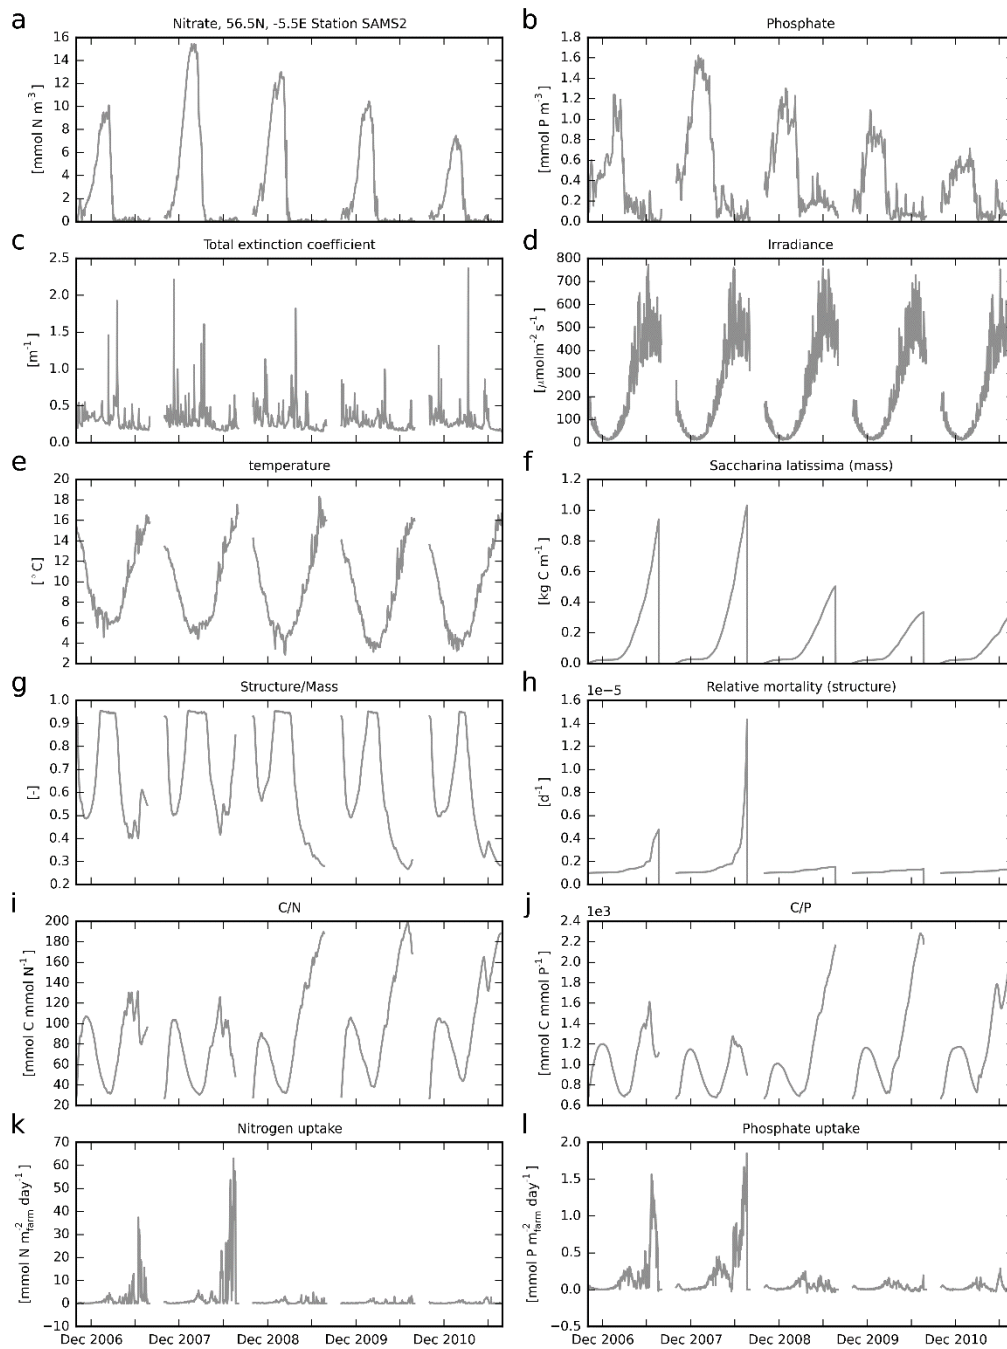 a
Nitrate, 56.5N, -5.5E Station SAMS2
[mmol N m⁻³]
16
14
12
10
8
6
4
2
0
b
Phosphate
[mmol P m⁻³]
1.8
1.6
1.4
1.2
1.0
0.8
0.6
0.4
0.2
0.0
c
Total extinction coefficient
[m⁻¹]
2.5
2.0
1.5
1.0
0.5
0.0
d
Irradiance
[μmolm⁻² s⁻¹]
800
700
600
500
400
300
200
100
0
e
temperature
[°C]
20
18
16
14
12
10
8
6
4
2
f
Saccharina latissima (mass)
[kg C m⁻¹]
1.2
1.0
0.8
0.6
0.4
0.2
0.0
g
Structure/Mass
[-]
1.0
0.9
0.8
0.7
0.6
0.5
0.4
0.3
0.2
h
1e−5
Relative mortality (structure)
[d⁻¹]
1.6
1.4
1.2
1.0
0.8
0.6
0.4
0.2
0.0
i
C/N
[mmol C mmol N⁻¹]
200
180
160
140
120
100
80
60
40
20
j
1e3
C/P
[mmol C mmol P⁻¹]
2.4
2.2
2.0
1.8
1.6
1.4
1.2
1.0
0.8
0.6
k
Nitrogen uptake
[mmol N m⁻²farm day⁻¹]
70
60
50
40
30
20
10
0
−10
Dec 2006 Dec 2007 Dec 2008 Dec 2009 Dec 2010
l
Phosphate uptake
[mmol P m⁻²farm day⁻¹]
2.0
1.5
1.0
0.5
0.0
−0.5
Dec 2006 Dec 2007 Dec 2008 Dec 2009 Dec 2010